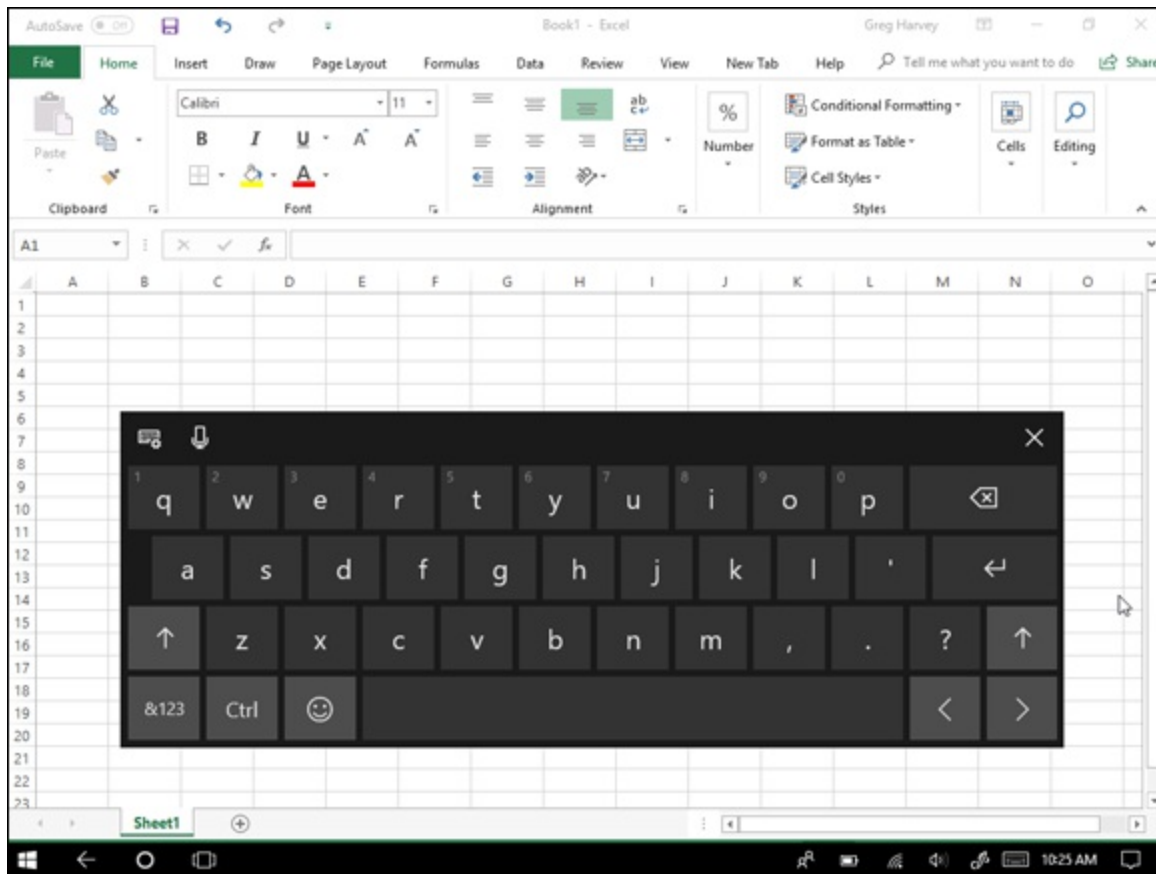 AutoSave Off Book1 - Excel Greg Harvey
File Home Insert Draw Page Layout Formulas Data Review View New Tab Help Tell me what you want to do Share
Calibri 11 ab c % Conditional Formatting
Paste B I U A A Number Format as Table Cells Editing
A Cell Styles
Clipboard Font Alignment Styles
A1 fx
A B C D E F G H I J K L M N O
1
2
3
4
5
6
7
8
9
10
11
12
13
14
15
16
17
18
19
20
21
22
23
1 2 3 4 5 6 7 8 9 0
q w e r t y u i o p
a s d f g h j k l '
z x c v b n m , . ?
&123 Ctrl
Sheet1
10:25 AM